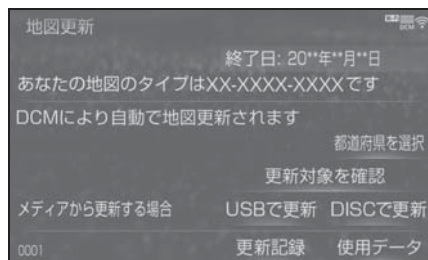 地図更新
DCM
終了日: 20**年**月**日
あなたの地図のタイプはXX-XXXX-XXXXです
DCMにより自動で地図更新されます
都道府県を選択
更新対象を確認
メディアから更新する場合 USBで更新 DISCで更新
0001 更新記録 使用データ